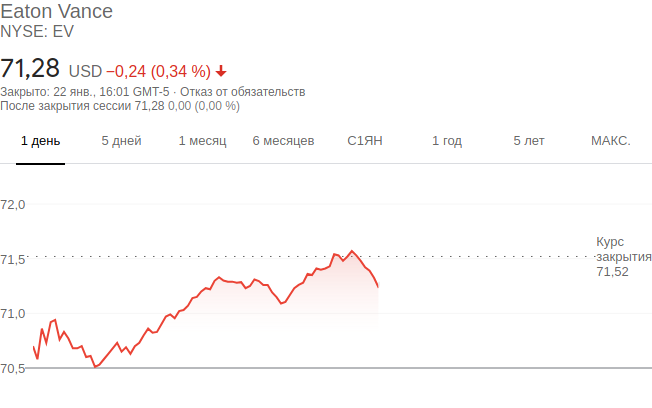 Eaton Vance
NYSE: EV
71,28 USD −0,24 (0,34 %)
Закрыто: 22 янв., 16:01 GMT-5 · Отказ от обязательств
После закрытия сессии 71,28 0,00 (0,00 %)
1 день 5 дней 1 месяц 6 месяцев С1ЯН 1 год 5 лет МАКС.
72,0
71,5
71,0
70,5
Курс
закрытия
71,52